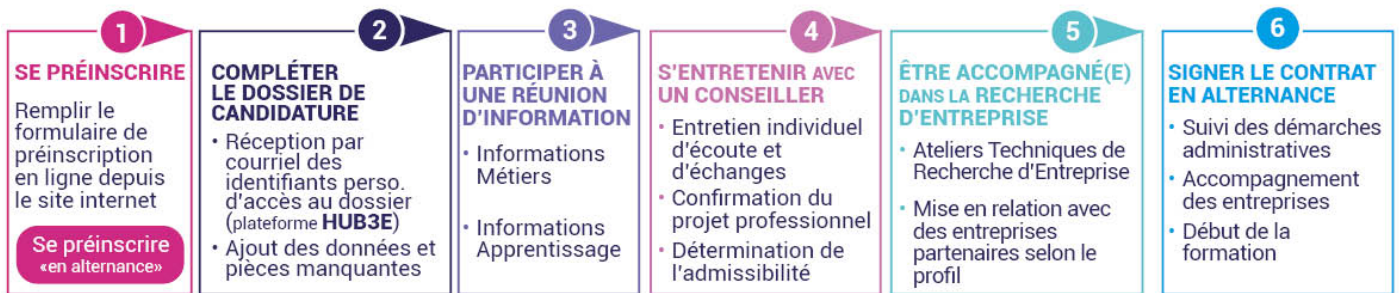 1
SE PRÉINSCRIRE
Remplir le
formulaire de
préinscription
en ligne depuis
le site internet
Se préinscrire
«en alternance»
2
COMPLÉTER
LE DOSSIER DE
CANDIDATURE
• Réception par
courriel des
identifiants perso.
d'accès au dossier
(plateforme HUB3E)
• Ajout des données et
pièces manquantes
3
PARTICIPER À
UNE RÉUNION
D'INFORMATION
• Informations
Métiers
• Informations
Apprentissage
4
S'ENTRETENIR AVEC
UN CONSEILLER
• Entretien individuel
d'écoute et
d'échanges
• Confirmation du
projet professionnel
• Détermination de
l'admissibilité
5
ÊTRE ACCOMPAGNÉ(E)
DANS LA RECHERCHE
D'ENTREPRISE
• Ateliers Techniques de
Recherche d'Entreprise
• Mise en relation avec
des entreprises
partenaires selon le
profil
6
SIGNER LE CONTRAT
EN ALTERNANCE
• Suivi des démarches
administratives
• Accompagnement
des entreprises
• Début de la
formation